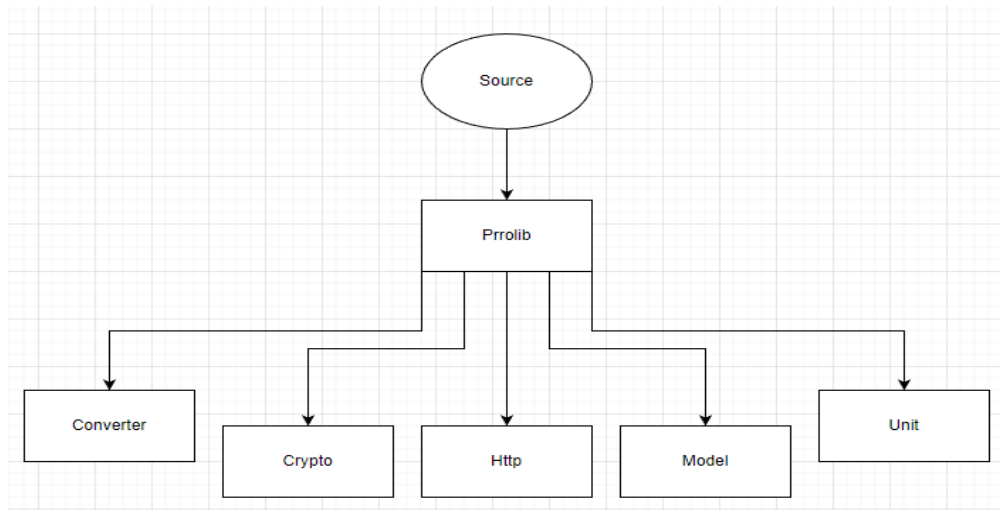 Source
Prrolib
Converter
Crypto
Http
Model
Unit